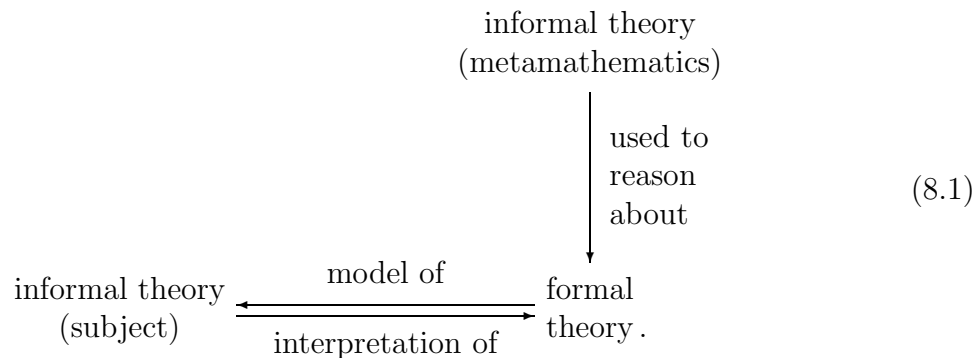 informal theory
(metamathematics)
used to
reason
about
(8.1)
model of
informal theory
(subject)
formal
theory.
interpretation of